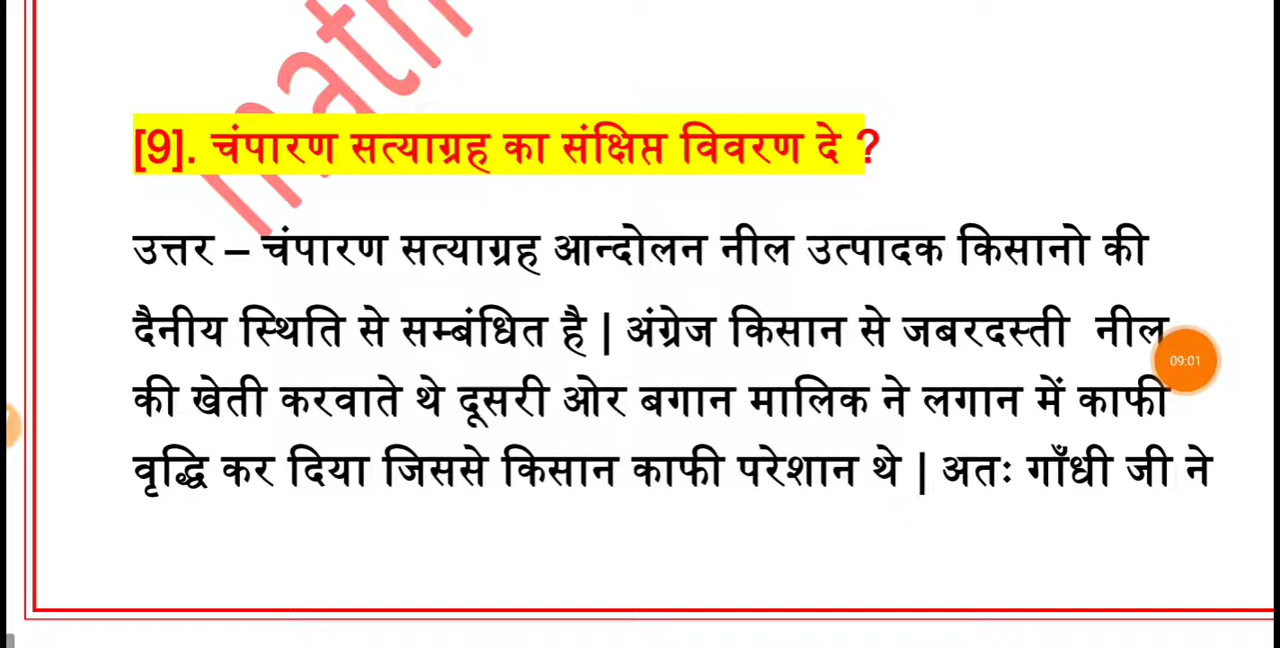 [9]. चंपारण सत्याग्रह का संक्षिप्त विवरण दे ?
उत्तर – चंपारण सत्याग्रह आन्दोलन नील उत्पादक किसानो की
दैनीय स्थिति से सम्बंधित है | अंग्रेज किसान से जबरदस्ती नील
की खेती करवाते थे दूसरी ओर बगान मालिक ने लगान में काफी
वृद्धि कर दिया जिससे किसान काफी परेशान थे | अतः गाँधी जी ने
09:01